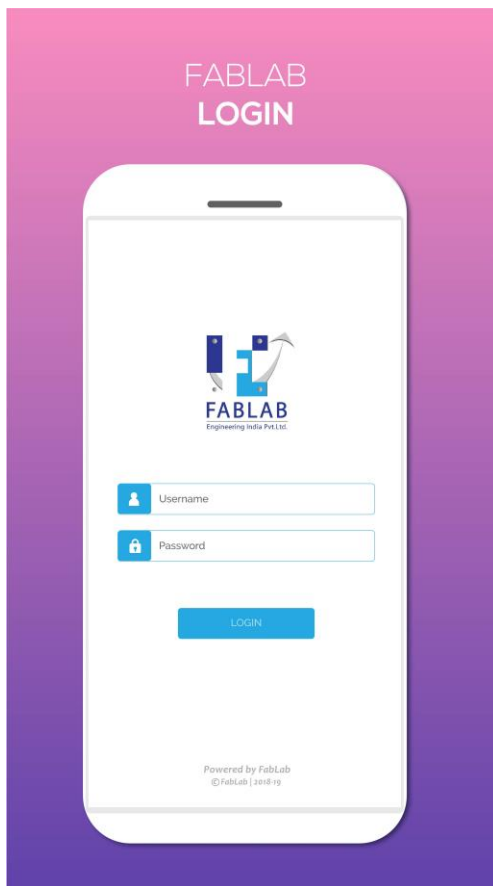 FABLAB
LOGIN
FABLAB
Engineering India Pvt.Ltd.
Username
Password
LOGIN
Powered by FabLab
© FabLab | 2018-19